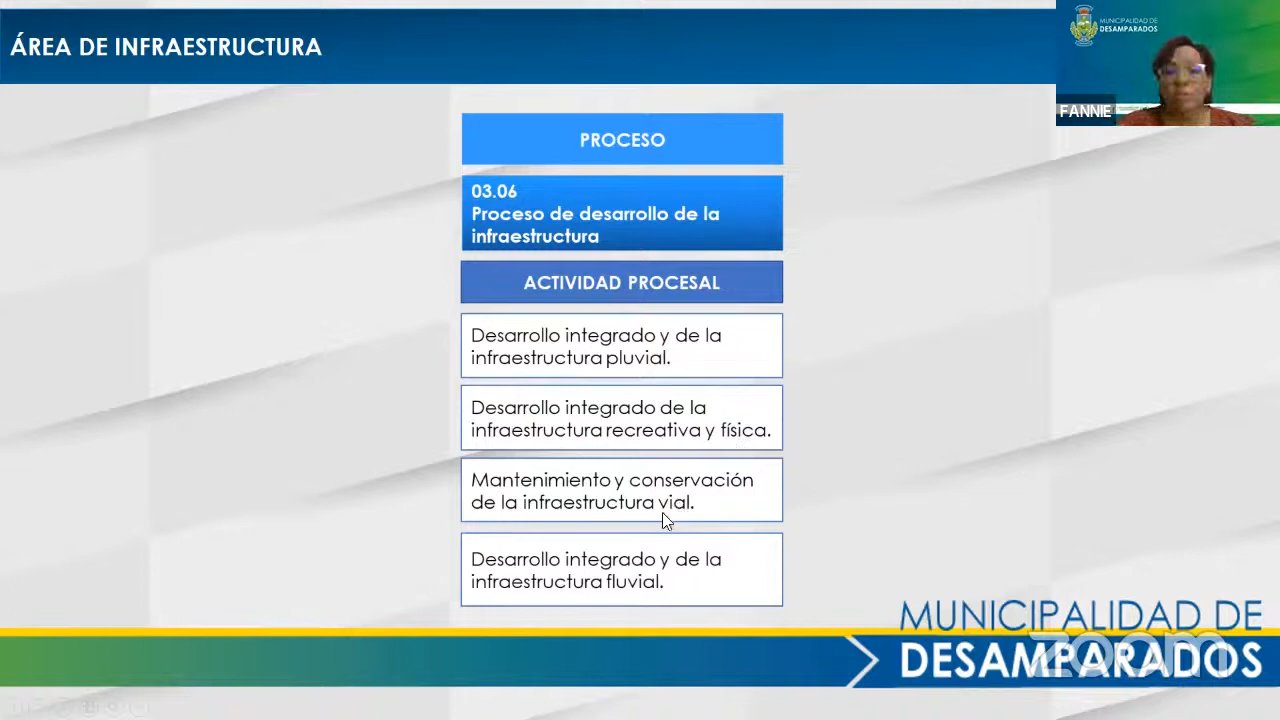 ÁREA DE INFRAESTRUCTURA
MUNICIPALIDAD DE
DESAMPARADOS
FANNIE
PROCESO
03.06
Proceso de desarrollo de la
infraestructura
ACTIVIDAD PROCESAL
Desarrollo integrado y de la
infraestructura pluvial.
Desarrollo integrado de la
infraestructura recreativa y física.
Mantenimiento y conservación
de la infraestructura vial.
Desarrollo integrado y de la
infraestructura fluvial.
MUNICIPALIDAD DE
DESAMPARADOS
zoom